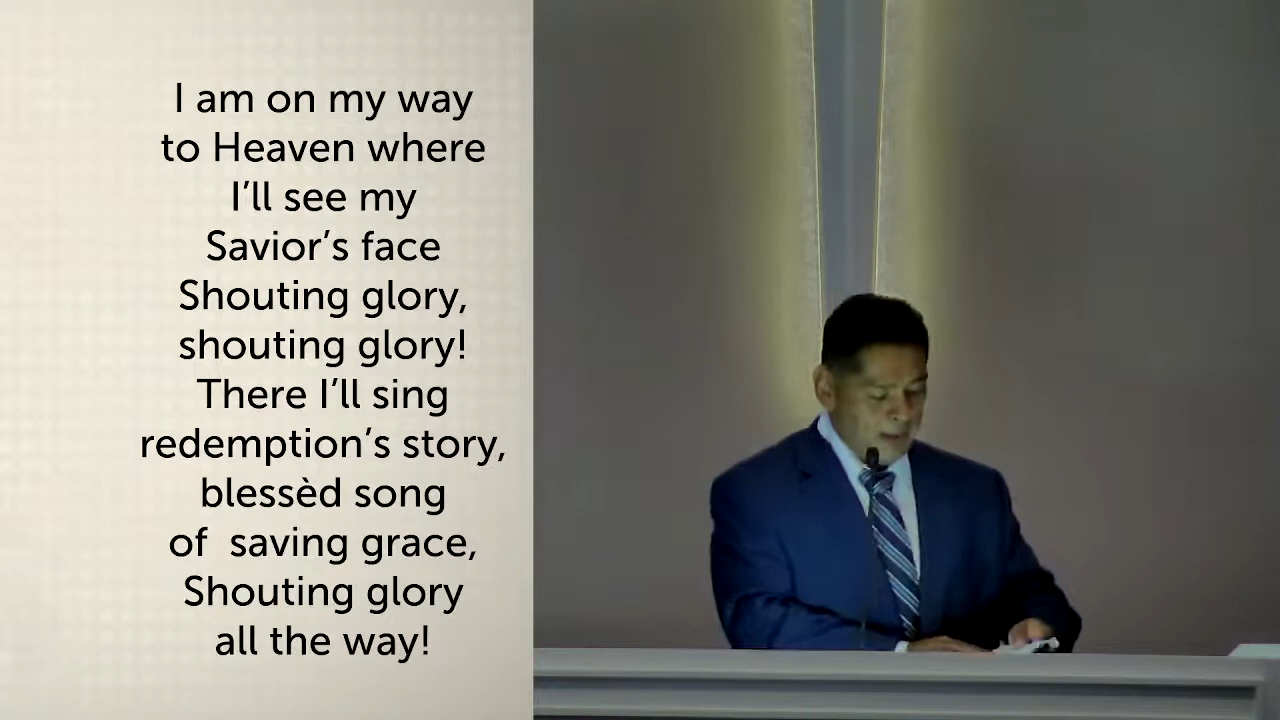 I am on my way
to Heaven where
I’ll see my
Savior’s face
Shouting glory,
shouting glory!
There I’ll sing
redemption’s story,
blessèd song
of  saving grace,
Shouting glory
all the way!